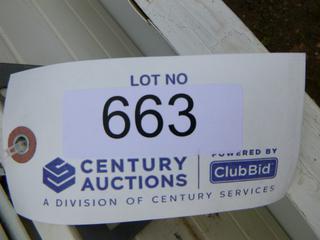 LOT NO
663
CENTURY
AUCTIONS
POWERED BY
ClubBid
A DIVISION OF CENTURY SERVICES